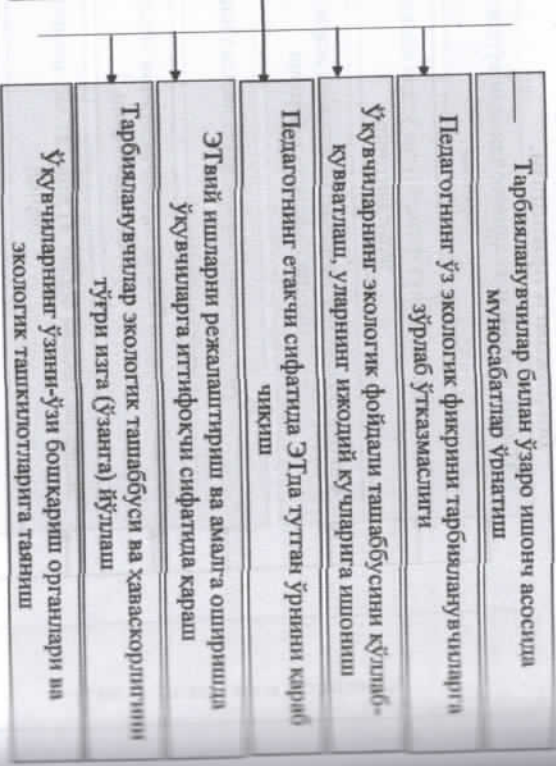 Тарбияланувчилар билан ўзаро ишонч асосида
муносабатлар ўрнатиш
Педагогнинг ўз экологик фикрини тарбияланувчиларга
зўрлаб ўтказмаслиги
Ўқувчиларнинг экологик фойдали ташаббусини қўллаб-
қувватлаш, уларнинг ижодий кучларига ишониш
Педагогнинг етакчи сифатида ЭТда тутган ўрнини қараб
чиқиш
ЭТвий ишларни режалаштириш ва амалга оширишда
ўқувчиларга иттифоқчи сифатида қараш
Тарбияланувчилар экологик ташаббуси ва ҳаваскорлигини
тўғри изга (ўзанга) йўллаш
Ўқувчиларнинг ўзини-ўзи бошқариш органлари ва
экологик ташкилотларига таяниш